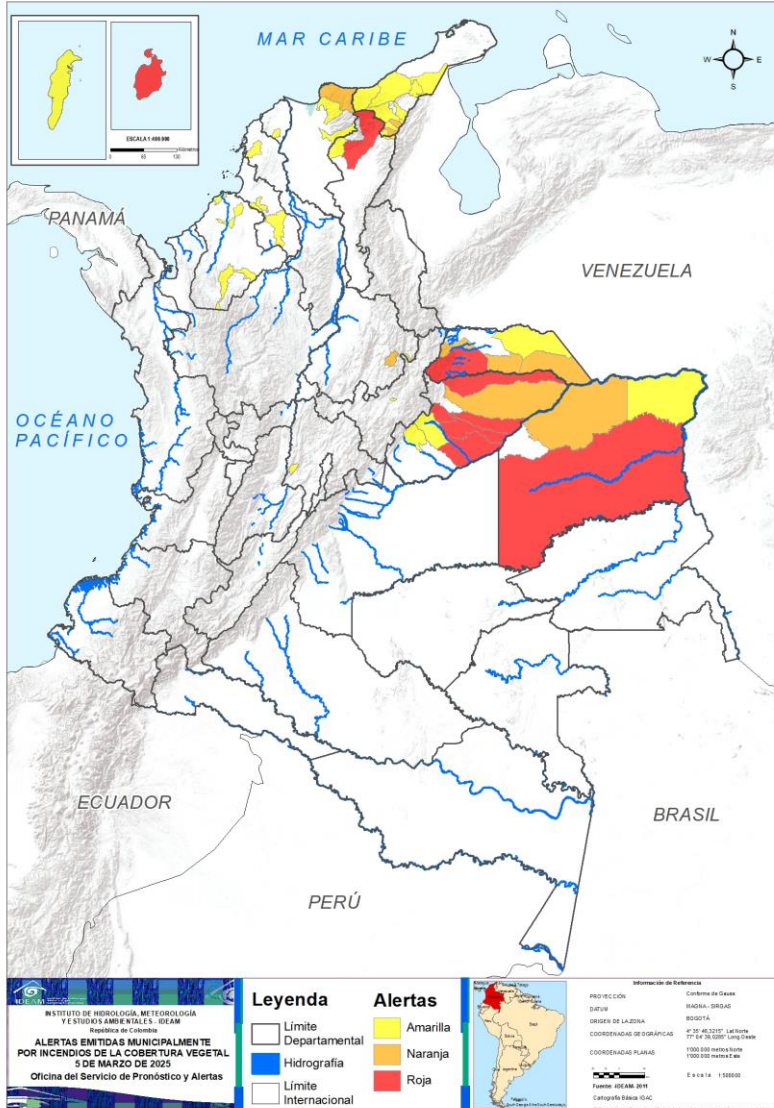 MAR CARIBE
N
W
E
S
ESCALA 1:400.000
PANAMÁ
VENEZUELA
OCÉANO
PACÍFICO
ECUADOR
BRASIL
PERÚ
IDEAM
INSTITUTO DE HIDROLOGÍA, METEOROLOGÍA
Y ESTUDIOS AMBIENTALES - IDEAM
República de Colombia
ALERTAS EMITIDAS MUNICIPALMENTE
POR INCENDIOS DE LA COBERTURA VEGETAL
5 DE MARZO DE 2025
Oficina del Servicio de Pronóstico y Alertas
Leyenda
Límite
Departamental
Hidrografía
Límite
Internacional
Alertas
Amarilla
Naranja
Roja
Información de Referencia
PROYECCIÓN Conforme de Gauss
DATUM MAGNA - SIRGAS
ORIGEN DE LA ZONA BOGOTÁ
COORDENADAS GEOGRÁFICAS
COORDENADAS PLANAS
1'000.000 metros Norte
1'000.000 metros Este
Fuente: IDEAM- 2011
Cartografía Básica IGAC